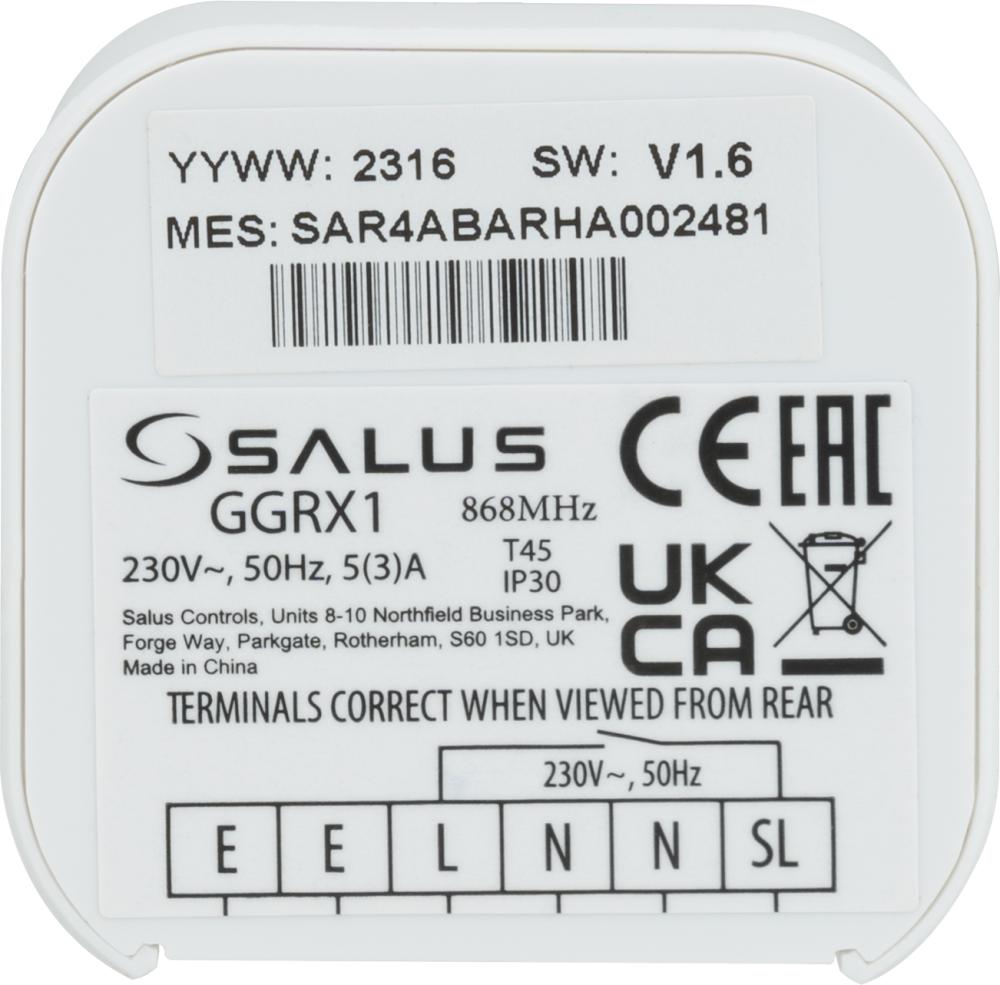 YYWW: 2316 SW: V1.6
MES: SAR4ABARHA002481
SALUS
CE EAC
GGRX1 868MHz
230V~, 50Hz, 5(3)A
T45
IP30
UK
CA
Salus Controls, Units 8-10 Northfield Business Park,
Forge Way, Parkgate, Rotherham, S60 1SD, UK
Made in China
TERMINALS CORRECT WHEN VIEWED FROM REAR
230V~, 50Hz
E E L N N SL